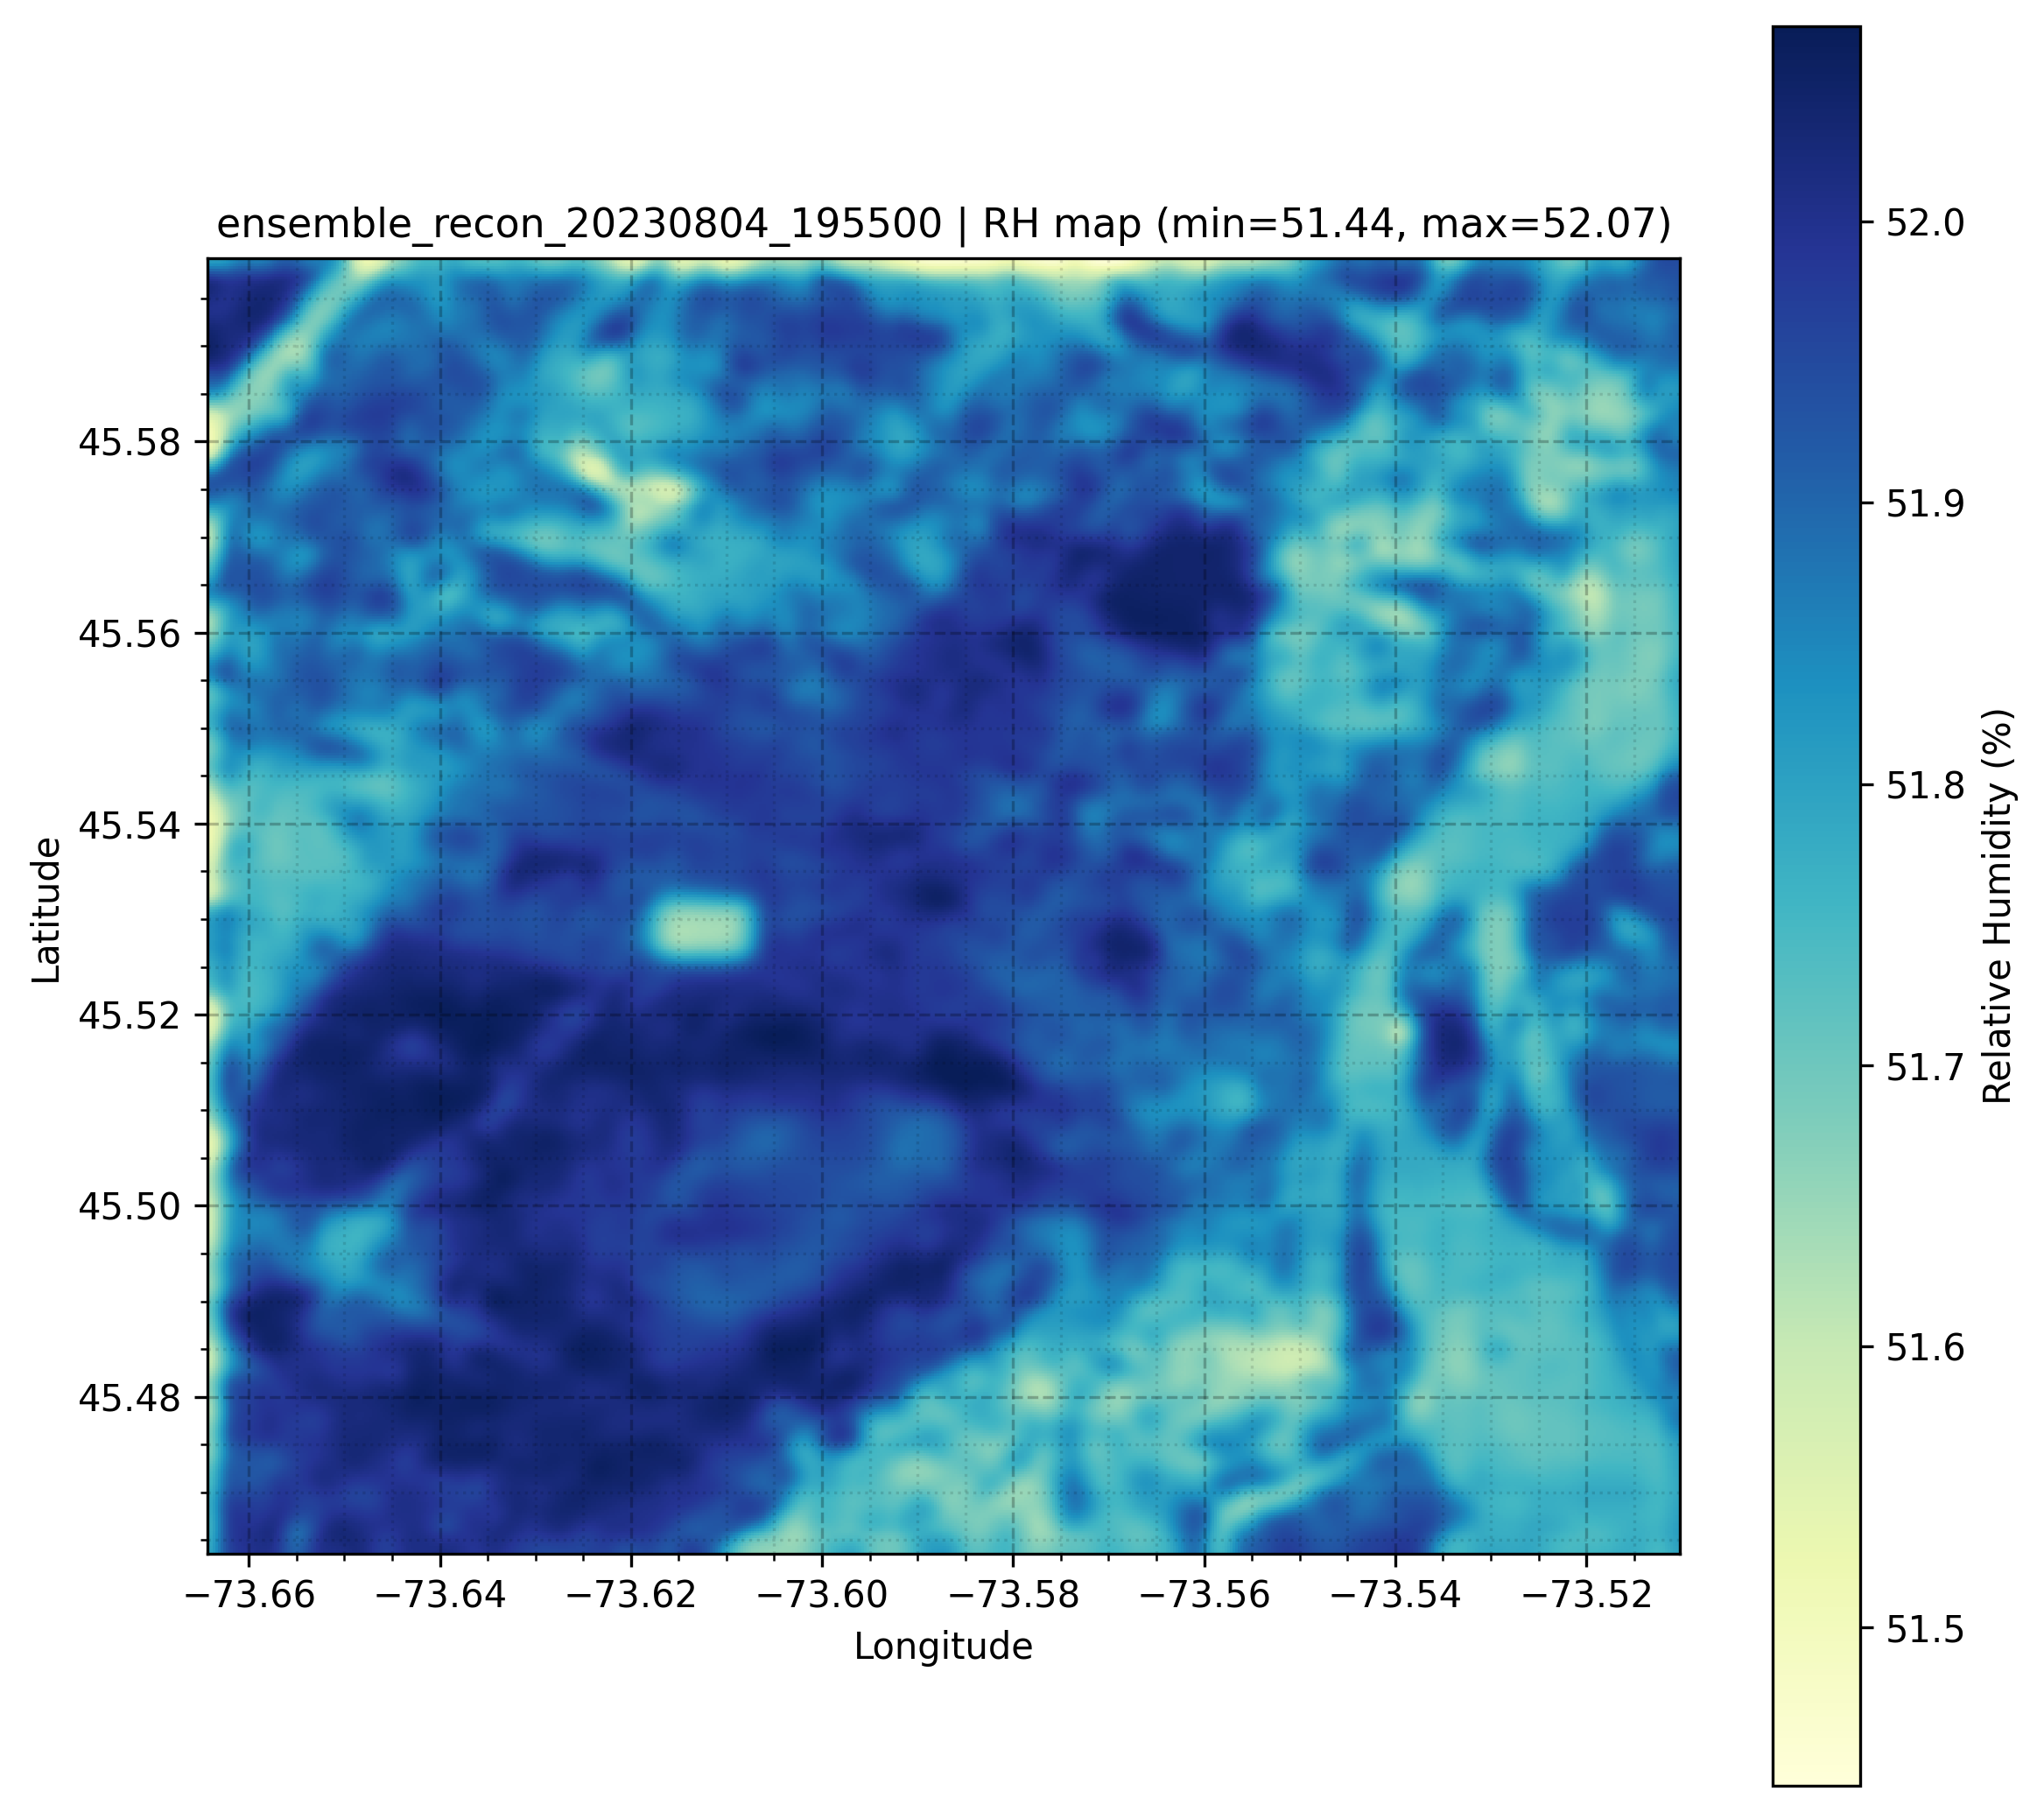 ensemble_recon_20230804_195500 | RH map (min=51.44, max=52.07)
52.0
51.9
51.8
51.7
51.6
51.5
Relative Humidity (%)
45.58
45.56
45.54
45.52
45.50
45.48
Latitude
−73.66 −73.64 −73.62 −73.60 −73.58 −73.56 −73.54 −73.52
Longitude